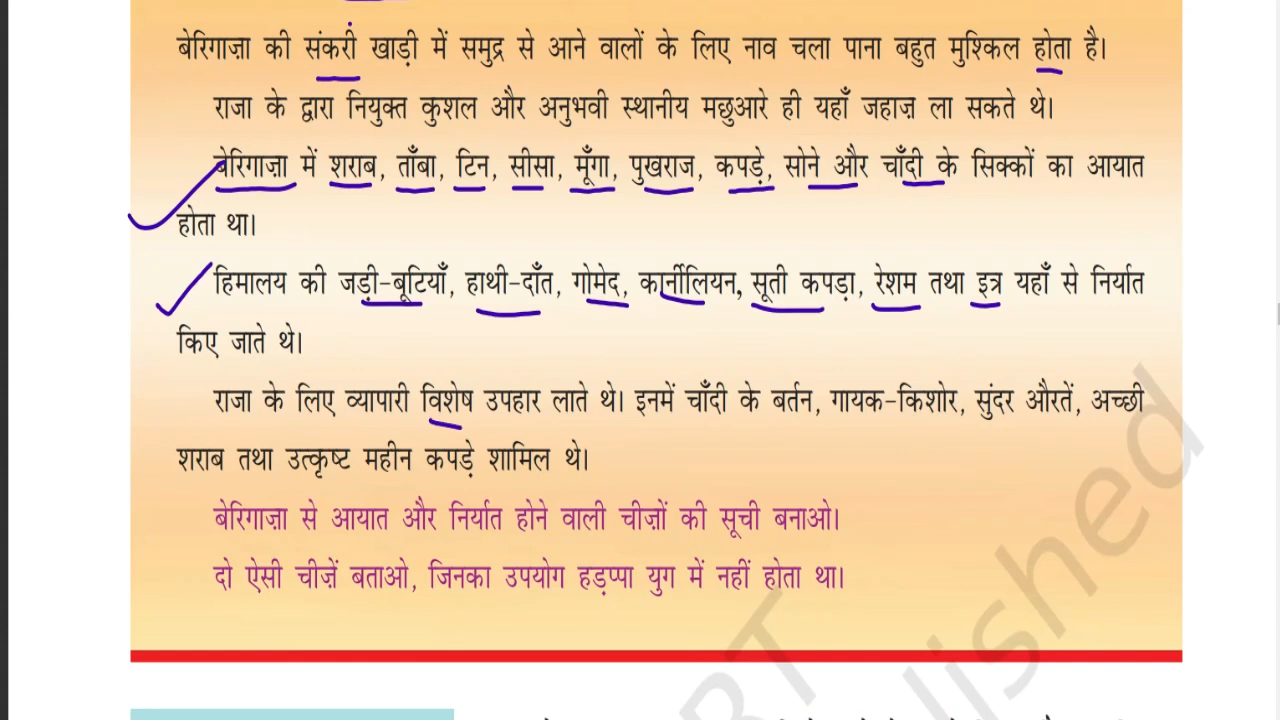 बेरिगाज़ा की संकरी खाड़ी में समुद्र से आने वालों के लिए नाव चला पाना बहुत मुश्किल होता है।
राजा के द्वारा नियुक्त कुशल और अनुभवी स्थानीय मछुआरे ही यहाँ जहाज़ ला सकते थे।
बेरिगाज़ा में शराब, ताँबा, टिन, सीसा, मूँगा, पुखराज, कपड़े, सोने और चाँदी के सिक्कों का आयात
होता था।
हिमालय की जड़ी-बूटियाँ, हाथी-दाँत, गोमेद, कार्नीलियन, सूती कपड़ा, रेशम तथा इत्र यहाँ से निर्यात
किए जाते थे।
राजा के लिए व्यापारी विशेष उपहार लाते थे। इनमें चाँदी के बर्तन, गायक-किशोर, सुंदर औरतें, अच्छी
शराब तथा उत्कृष्ट महीन कपड़े शामिल थे।
बेरिगाज़ा से आयात और निर्यात होने वाली चीज़ों की सूची बनाओ।
दो ऐसी चीज़ें बताओ, जिनका उपयोग हड़प्पा युग में नहीं होता था।